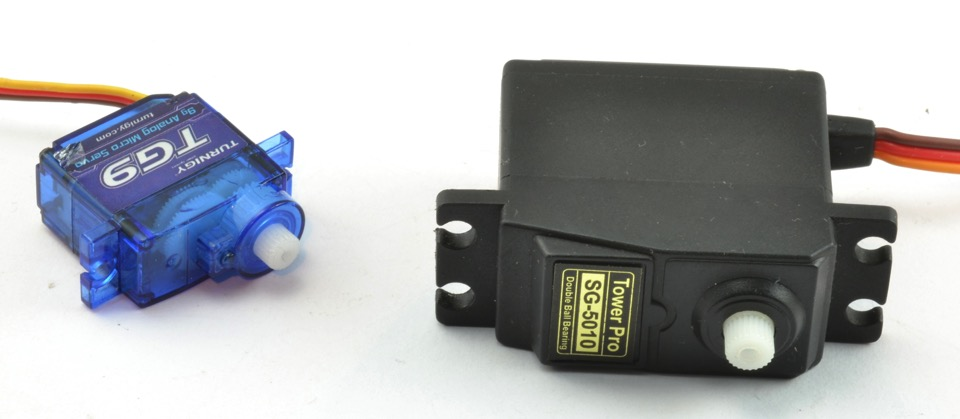 TURNIGY
TG9
9g Analog Micro Servo
turnigy.com
Tower Pro
SG-5010
Double Ball Bearing